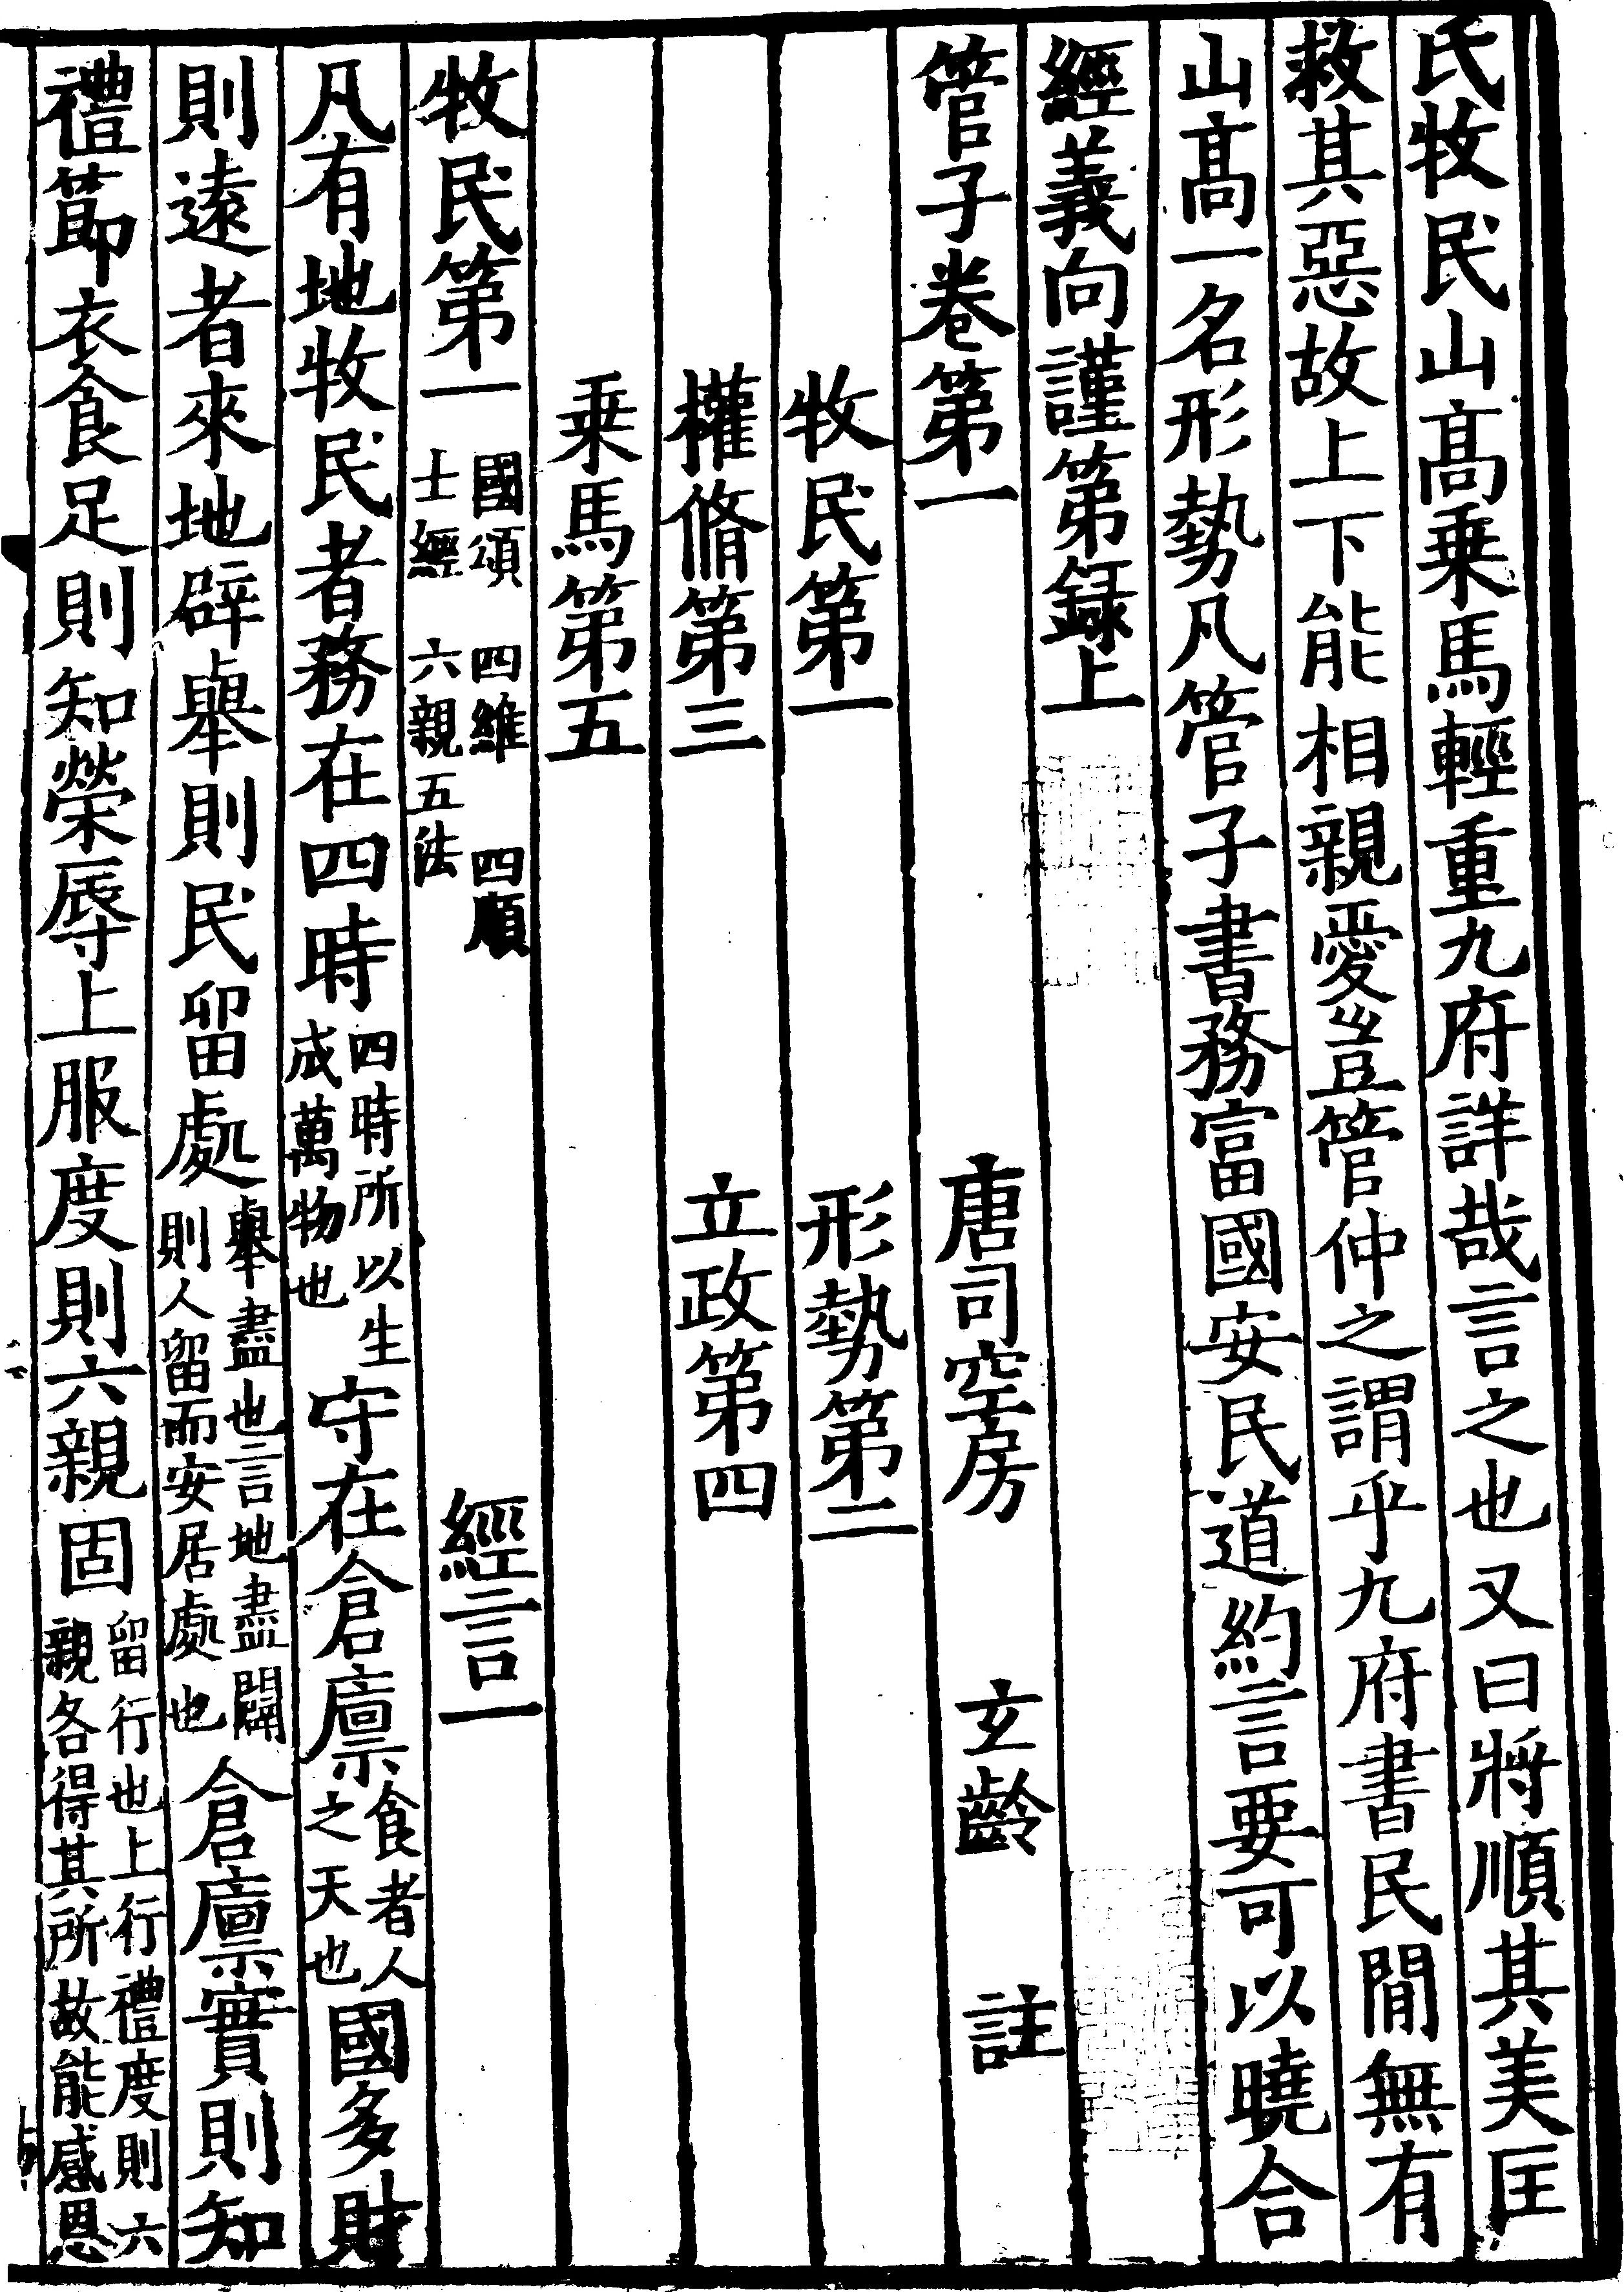 氏牧民山髙乗馬輕重九府詳哉言之也又曰將順其美匡
救其惡故上下能相親愛豈管仲之謂乎九府書民間無有
山髙一名形勢凡管子書務富國安民道約言要可以曉合
經義向謹第録上
管子卷第一　唐司空房　玄齡　註
牧民第一　形勢第二
權脩第三　立政第四
乗馬第五
牧民第一　國頌　四維　四順　士經　六親五法　經言一
凡有地牧民者務在四時四時所以生成萬物也守在倉廩食者人之天也國多財
則遠者來地辟舉則民留處舉盡也言地盡闢則人留而安居處也倉廩實則知
禮節衣食足則知榮辱上服度則六親固留行也上行禮度則六親各得其所故能感恩